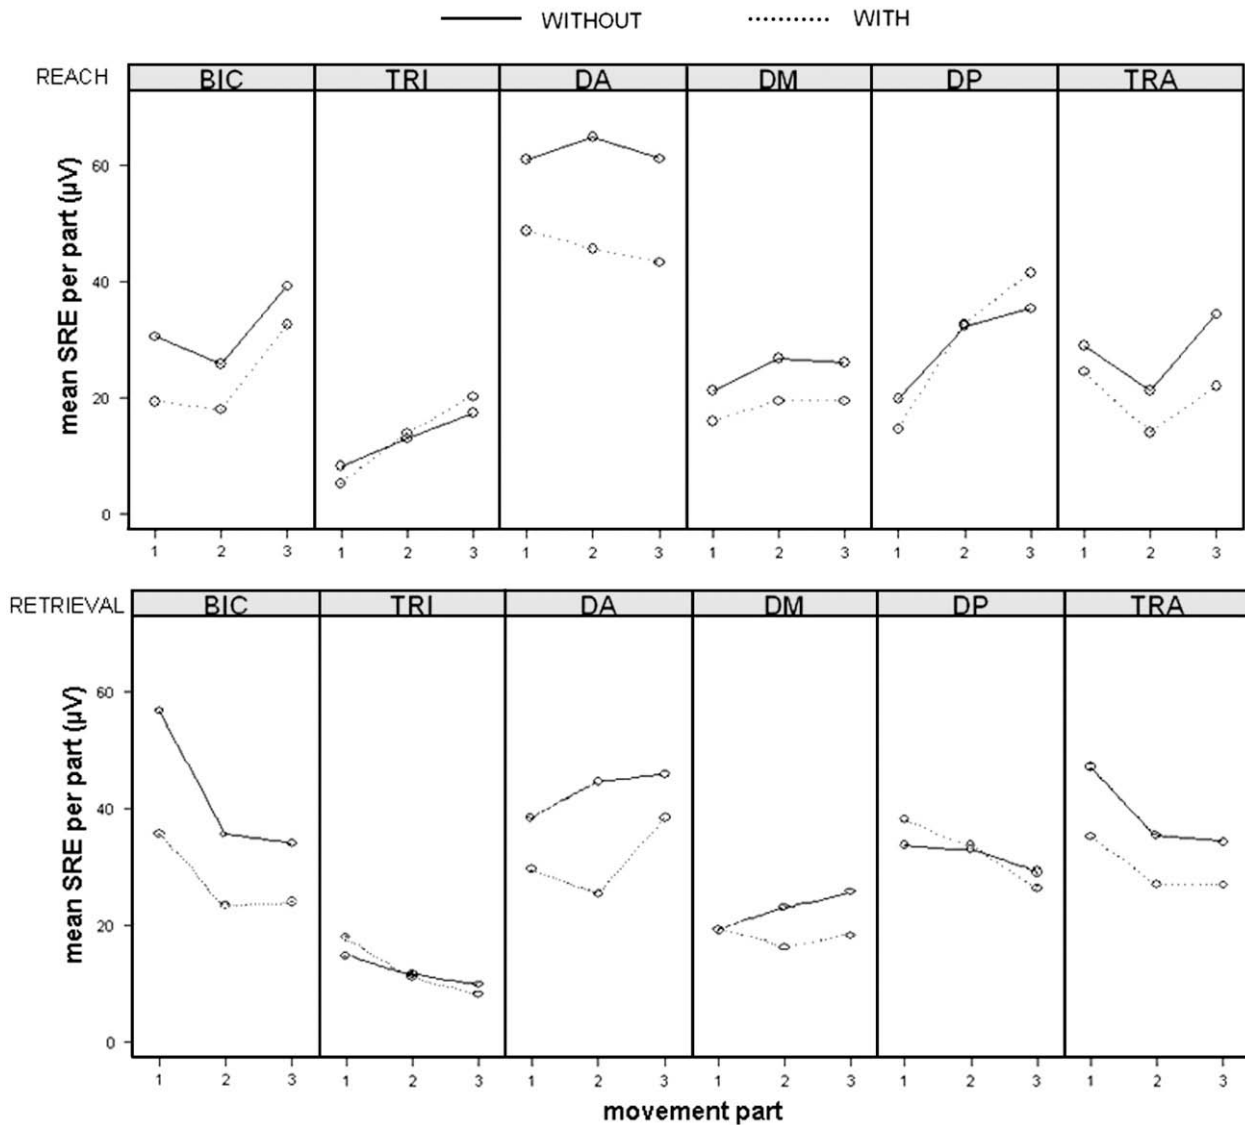 WITHOUT WITH
REACH BIC TRI DA DM DP TRA
mean SRE per part (µV)
60
40
20
0
1 2 3 1 2 3 1 2 3 1 2 3 1 2 3 1 2 3
RETRIEVAL BIC TRI DA DM DP TRA
mean SRE per part (µV)
60
40
20
0
1 2 3 1 2 3 1 2 3 1 2 3 1 2 3 1 2 3
movement part